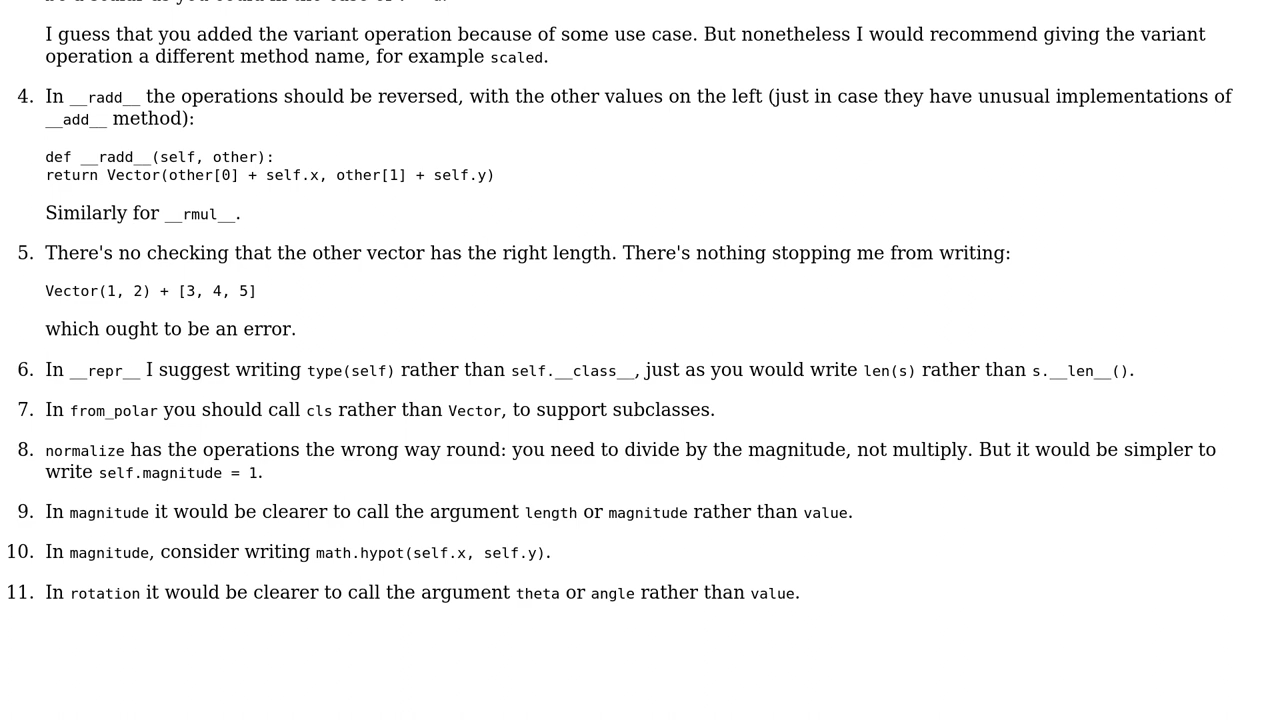 I guess that you added the variant operation because of some use case. But nonetheless I would recommend giving the variant
operation a different method name, for example scaled.
4. In __radd__ the operations should be reversed, with the other values on the left (just in case they have unusual implementations of
__add__ method):
def __radd__(self, other):
return Vector(other[0] + self.x, other[1] + self.y)
Similarly for __rmul__.
5. There's no checking that the other vector has the right length. There's nothing stopping me from writing:
Vector(1, 2) + [3, 4, 5]
which ought to be an error.
6. In __repr__ I suggest writing type(self) rather than self.__class__, just as you would write len(s) rather than s.__len__().
7. In from_polar you should call cls rather than Vector, to support subclasses.
8. normalize has the operations the wrong way round: you need to divide by the magnitude, not multiply. But it would be simpler to
write self.magnitude = 1.
9. In magnitude it would be clearer to call the argument length or magnitude rather than value.
10. In magnitude, consider writing math.hypot(self.x, self.y).
11. In rotation it would be clearer to call the argument theta or angle rather than value.